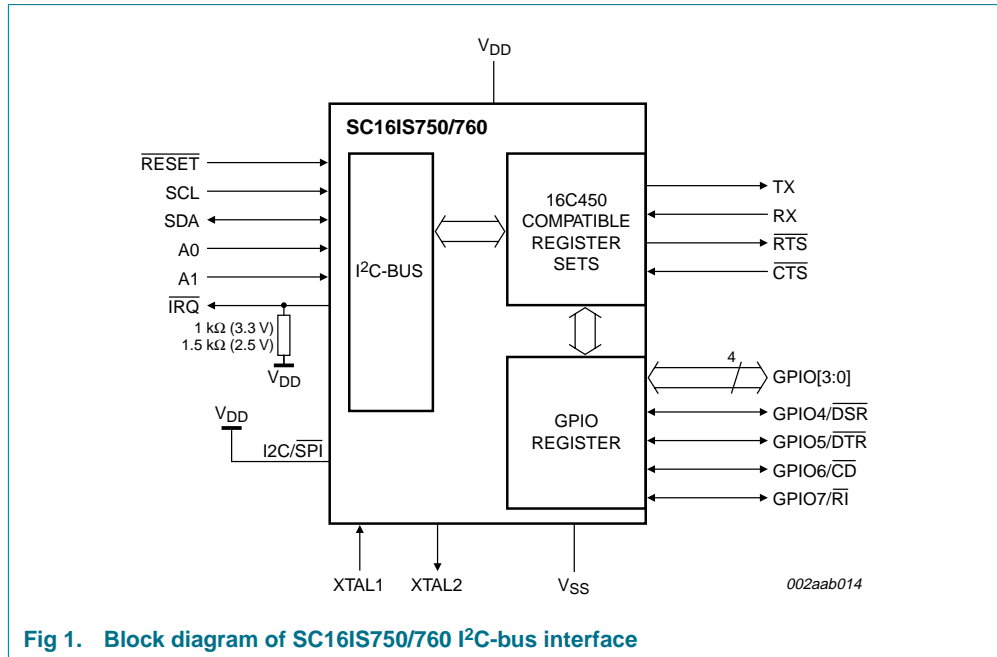 VDD
SC16IS750/760
RESET
SCL
SDA
A0
A1
IRQ
1 kΩ (3.3 V)
1.5 kΩ (2.5 V)
VDD
VDD
I2C/SPI
I²C-BUS
16C450
COMPATIBLE
REGISTER
SETS
TX
RX
RTS
CTS
GPIO
REGISTER
4
GPIO[3:0]
GPIO4/DSR
GPIO5/DTR
GPIO6/CD
GPIO7/RI
XTAL1
XTAL2
VSS
002aab014
Fig 1. Block diagram of SC16IS750/760 I²C-bus interface